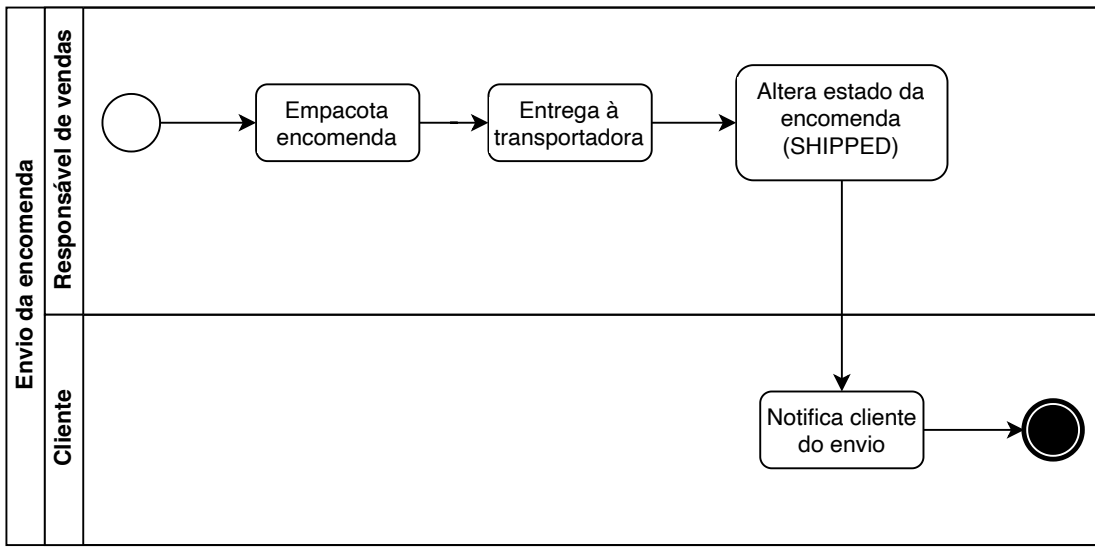 Envio da encomenda
Responsável de vendas
Empacota
encomenda
Entrega à
transportadora
Altera estado da
encomenda
(SHIPPED)
Cliente
Notifica cliente
do envio